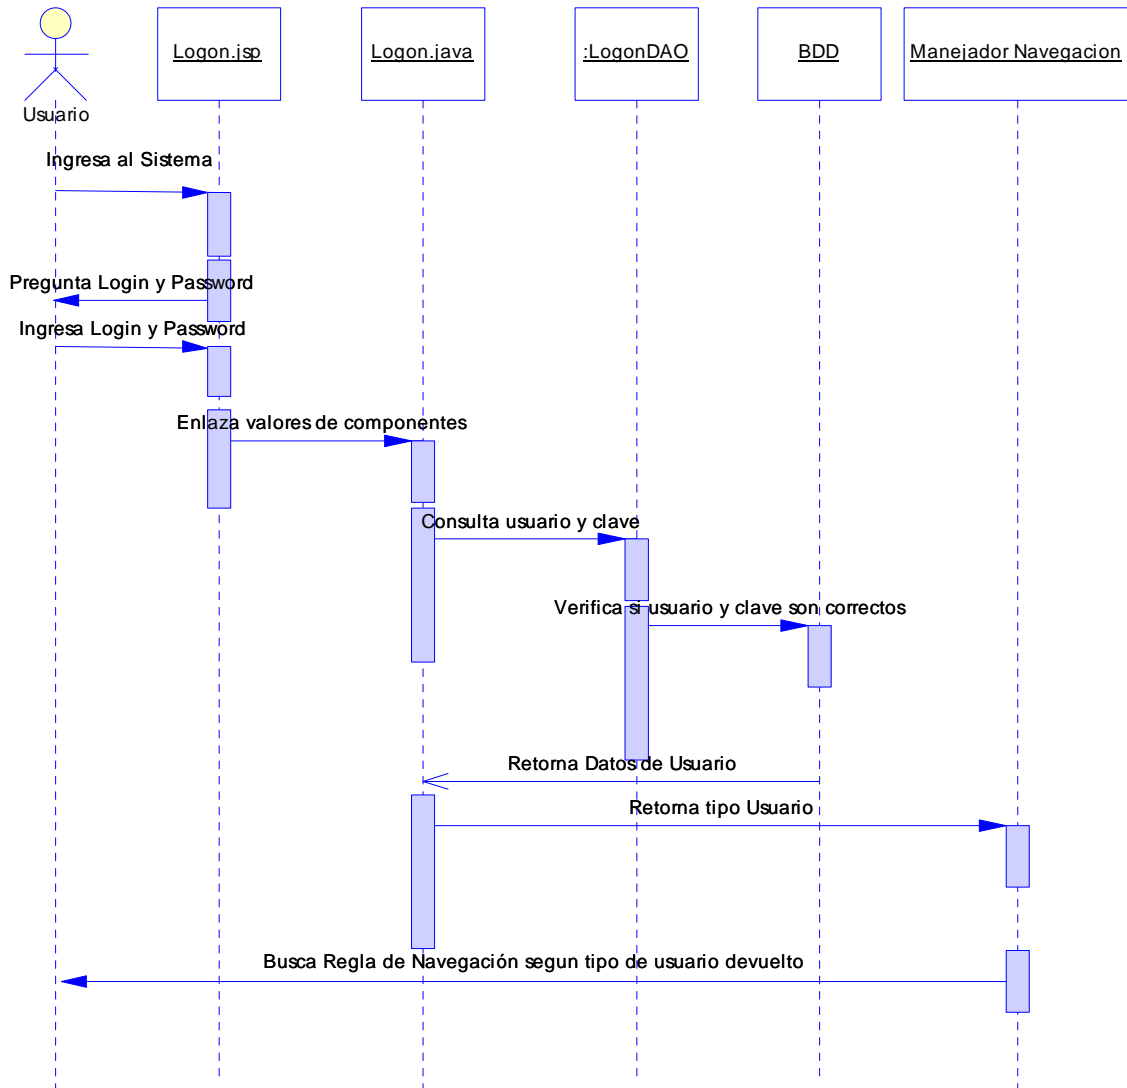 Logon.jsp
Logon.java
:LogonDAO
BDD
Manejador Navegacion
Usuario
Ingresa al Sistema
Pregunta Login y Password
Ingresa Login y Password
Enlaza valores de componentes
Consulta usuario y clave
Verifica si usuario y clave son correctos
Retorna Datos de Usuario
Retorna tipo Usuario
Busca Regla de Navegación segun tipo de usuario devuelto